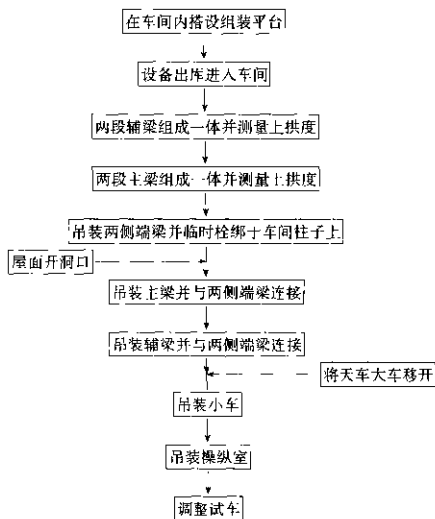 在车间内搭设组装平台
设备出库进入车间
两段辅梁组成一体并测量上拱度
两段主梁组成一体并测量上拱度
吊装两侧端梁并临时栓绑于车间柱子上
屋面开洞口
吊装主梁并与两侧端梁连接
吊装辅梁并与两侧端梁连接
将天车大车移开
吊装小车
吊装操纵室
调整试车